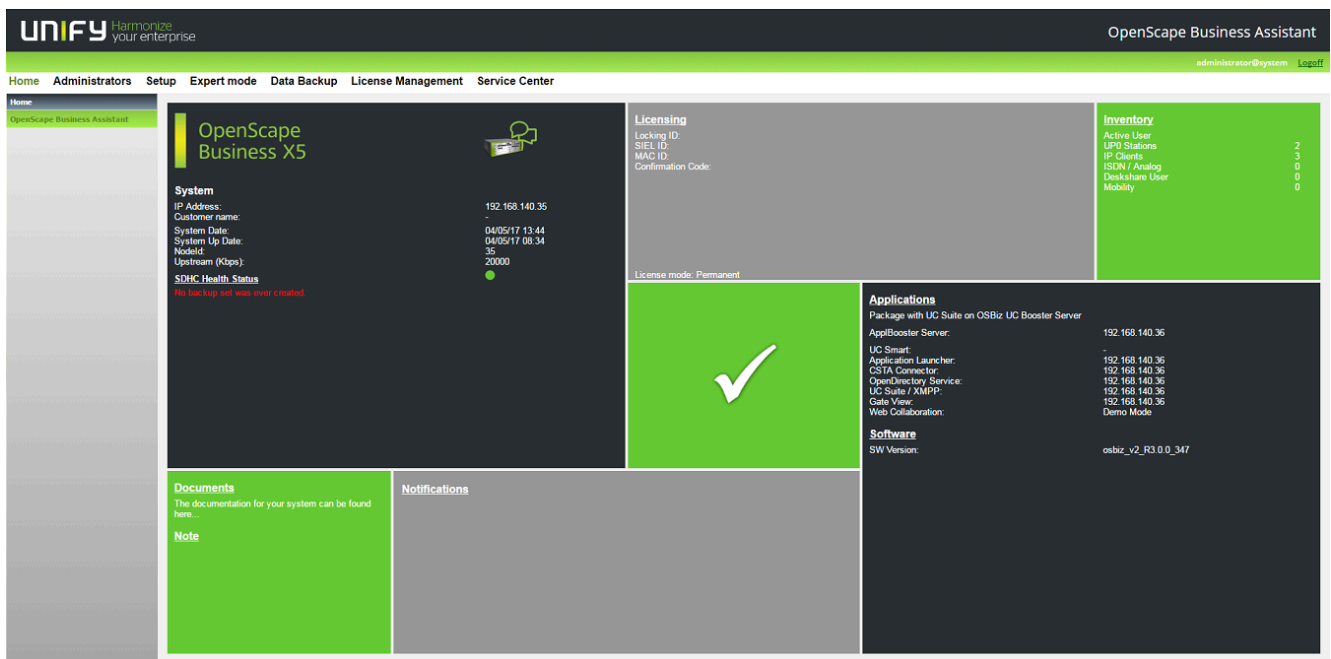 UNIFY Harmonize
your enterprise
OpenScape Business Assistant
administrator@system Logoff
Home Administrators Setup Expert mode Data Backup License Management Service Center
Home
OpenScape Business Assistant
OpenScape
Business X5
System
IP Address: 192.168.140.35
Customer name: -
System Date: 04/05/17 13:44
System Up Date: 04/05/17 08:34
NodeId: 35
Upstream (Kbps): 20000
SDHC Health Status
No backup set was ever created.
Licensing
Locking ID:
SIEL ID:
MAC ID:
Confirmation Code:
License mode: Permanent
Inventory
Active User
UP0 Stations 2
IP Clients 3
ISDN / Analog 0
Deskshare User 0
Mobility 0
Applications
Package with UC Suite on OSBiz UC Booster Server
ApplBooster Server: 192.168.140.36
UC Smart: -
Application Launcher: 192.168.140.36
CSTA Connector: 192.168.140.36
OpenDirectory Service: 192.168.140.36
UC Suite / XMPP: 192.168.140.36
Gate View: 192.168.140.36
Web Collaboration: Demo Mode
Software
SW Version: osbiz_v2_R3.0.0_347
Documents
The documentation for your system can be found
here...
Note
Notifications